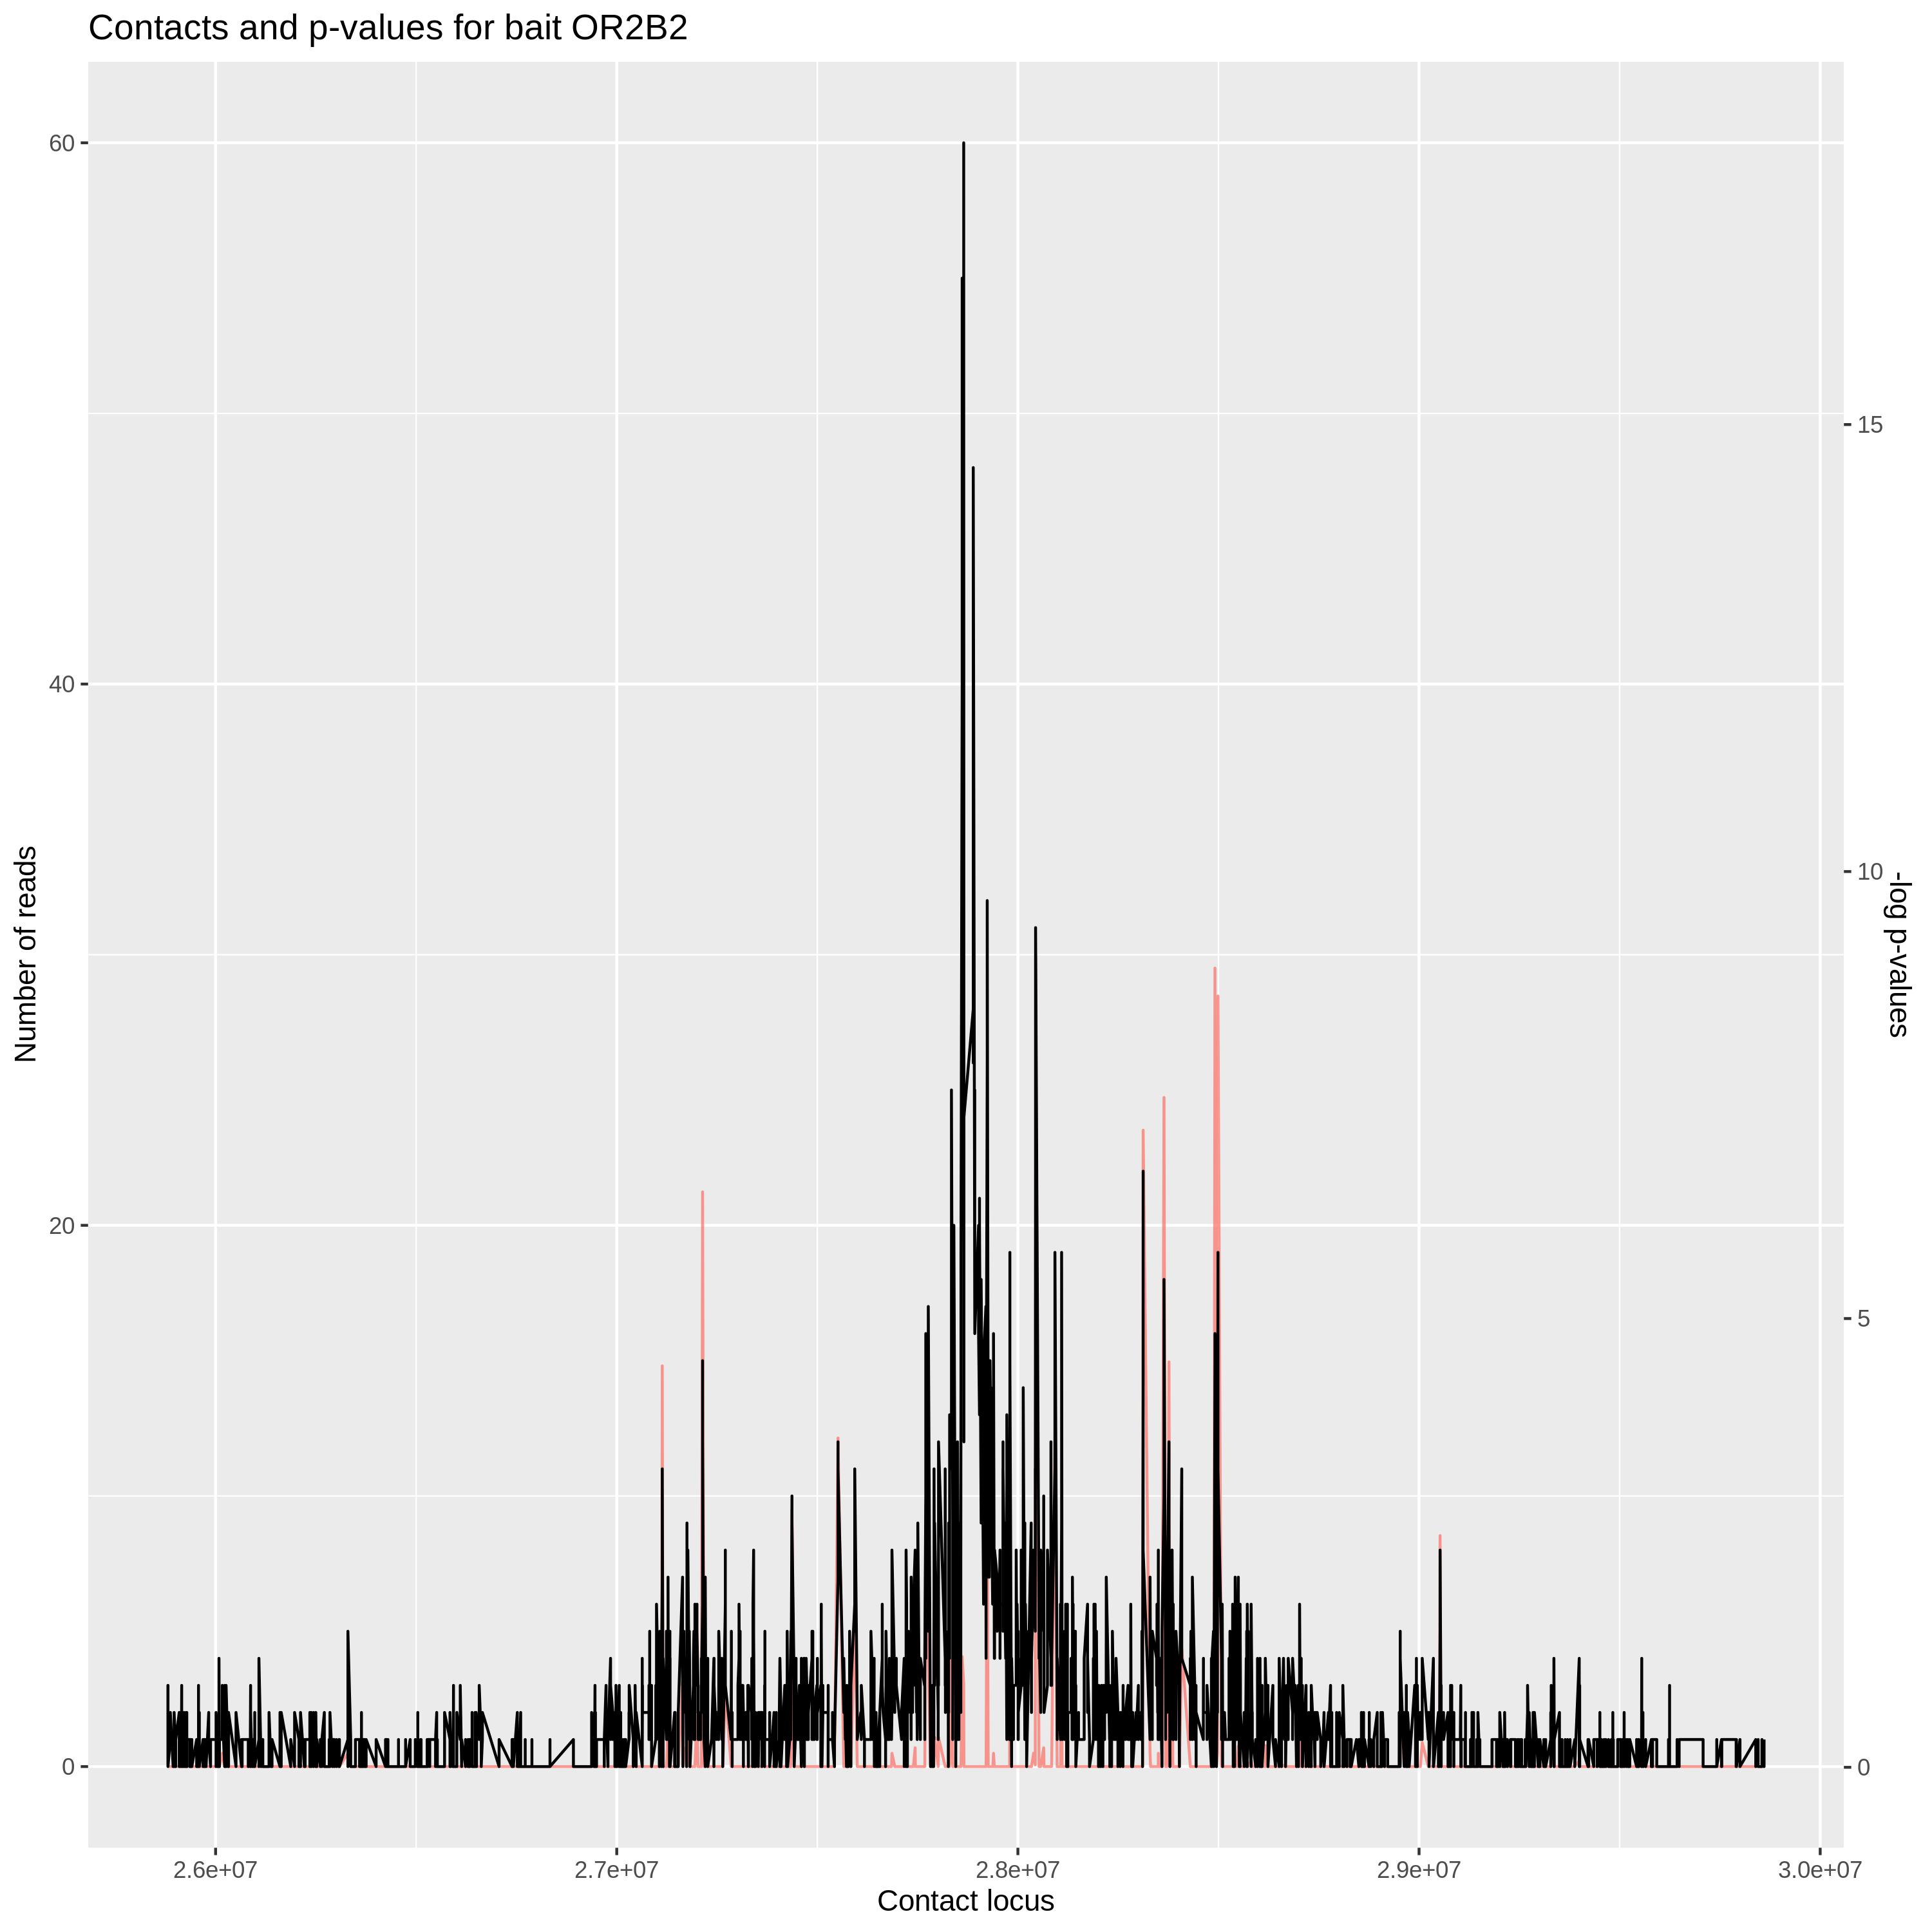 Contacts and p-values for bait OR2B2
60
40
20
0
Number of reads
15
10
5
0
-log p-values
2.6e+07
2.7e+07
2.8e+07
2.9e+07
3.0e+07
Contact locus